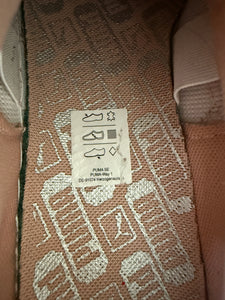 PUMA SE
PUMA Way 1
DE-91074 Herzogenaurach